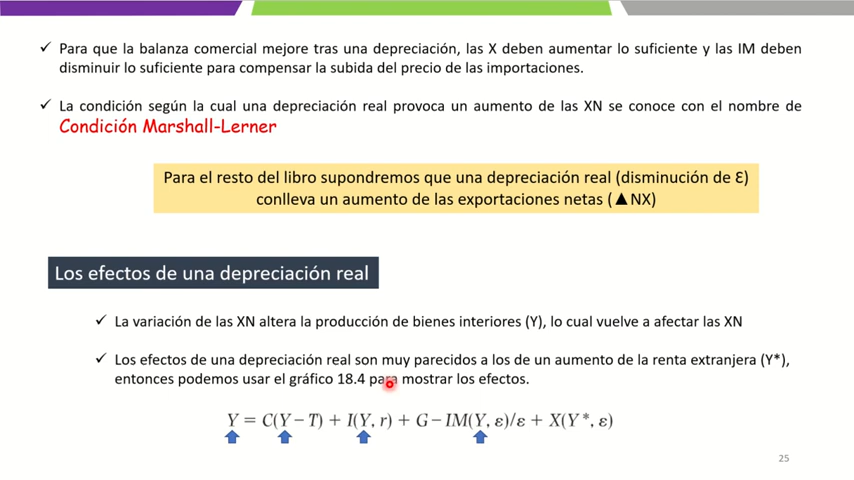 ✓ Para que la balanza comercial mejore tras una depreciación, las X deben aumentar lo suficiente y las IM deben
disminuir lo suficiente para compensar la subida del precio de las importaciones.
✓ La condición según la cual una depreciación real provoca un aumento de las XN se conoce con el nombre de
Condición Marshall-Lerner
Para el resto del libro supondremos que una depreciación real (disminución de Ɛ)
conlleva un aumento de las exportaciones netas (▲NX)
Los efectos de una depreciación real
✓ La variación de las XN altera la producción de bienes interiores (Y), lo cual vuelve a afectar las XN
✓ Los efectos de una depreciación real son muy parecidos a los de un aumento de la renta extranjera (Y*),
entonces podemos usar el gráfico 18.4 para mostrar los efectos.
Y = C(Y − T) + I(Y, r) + G − IM(Y, ε)/ε + X(Y*, ε)
25